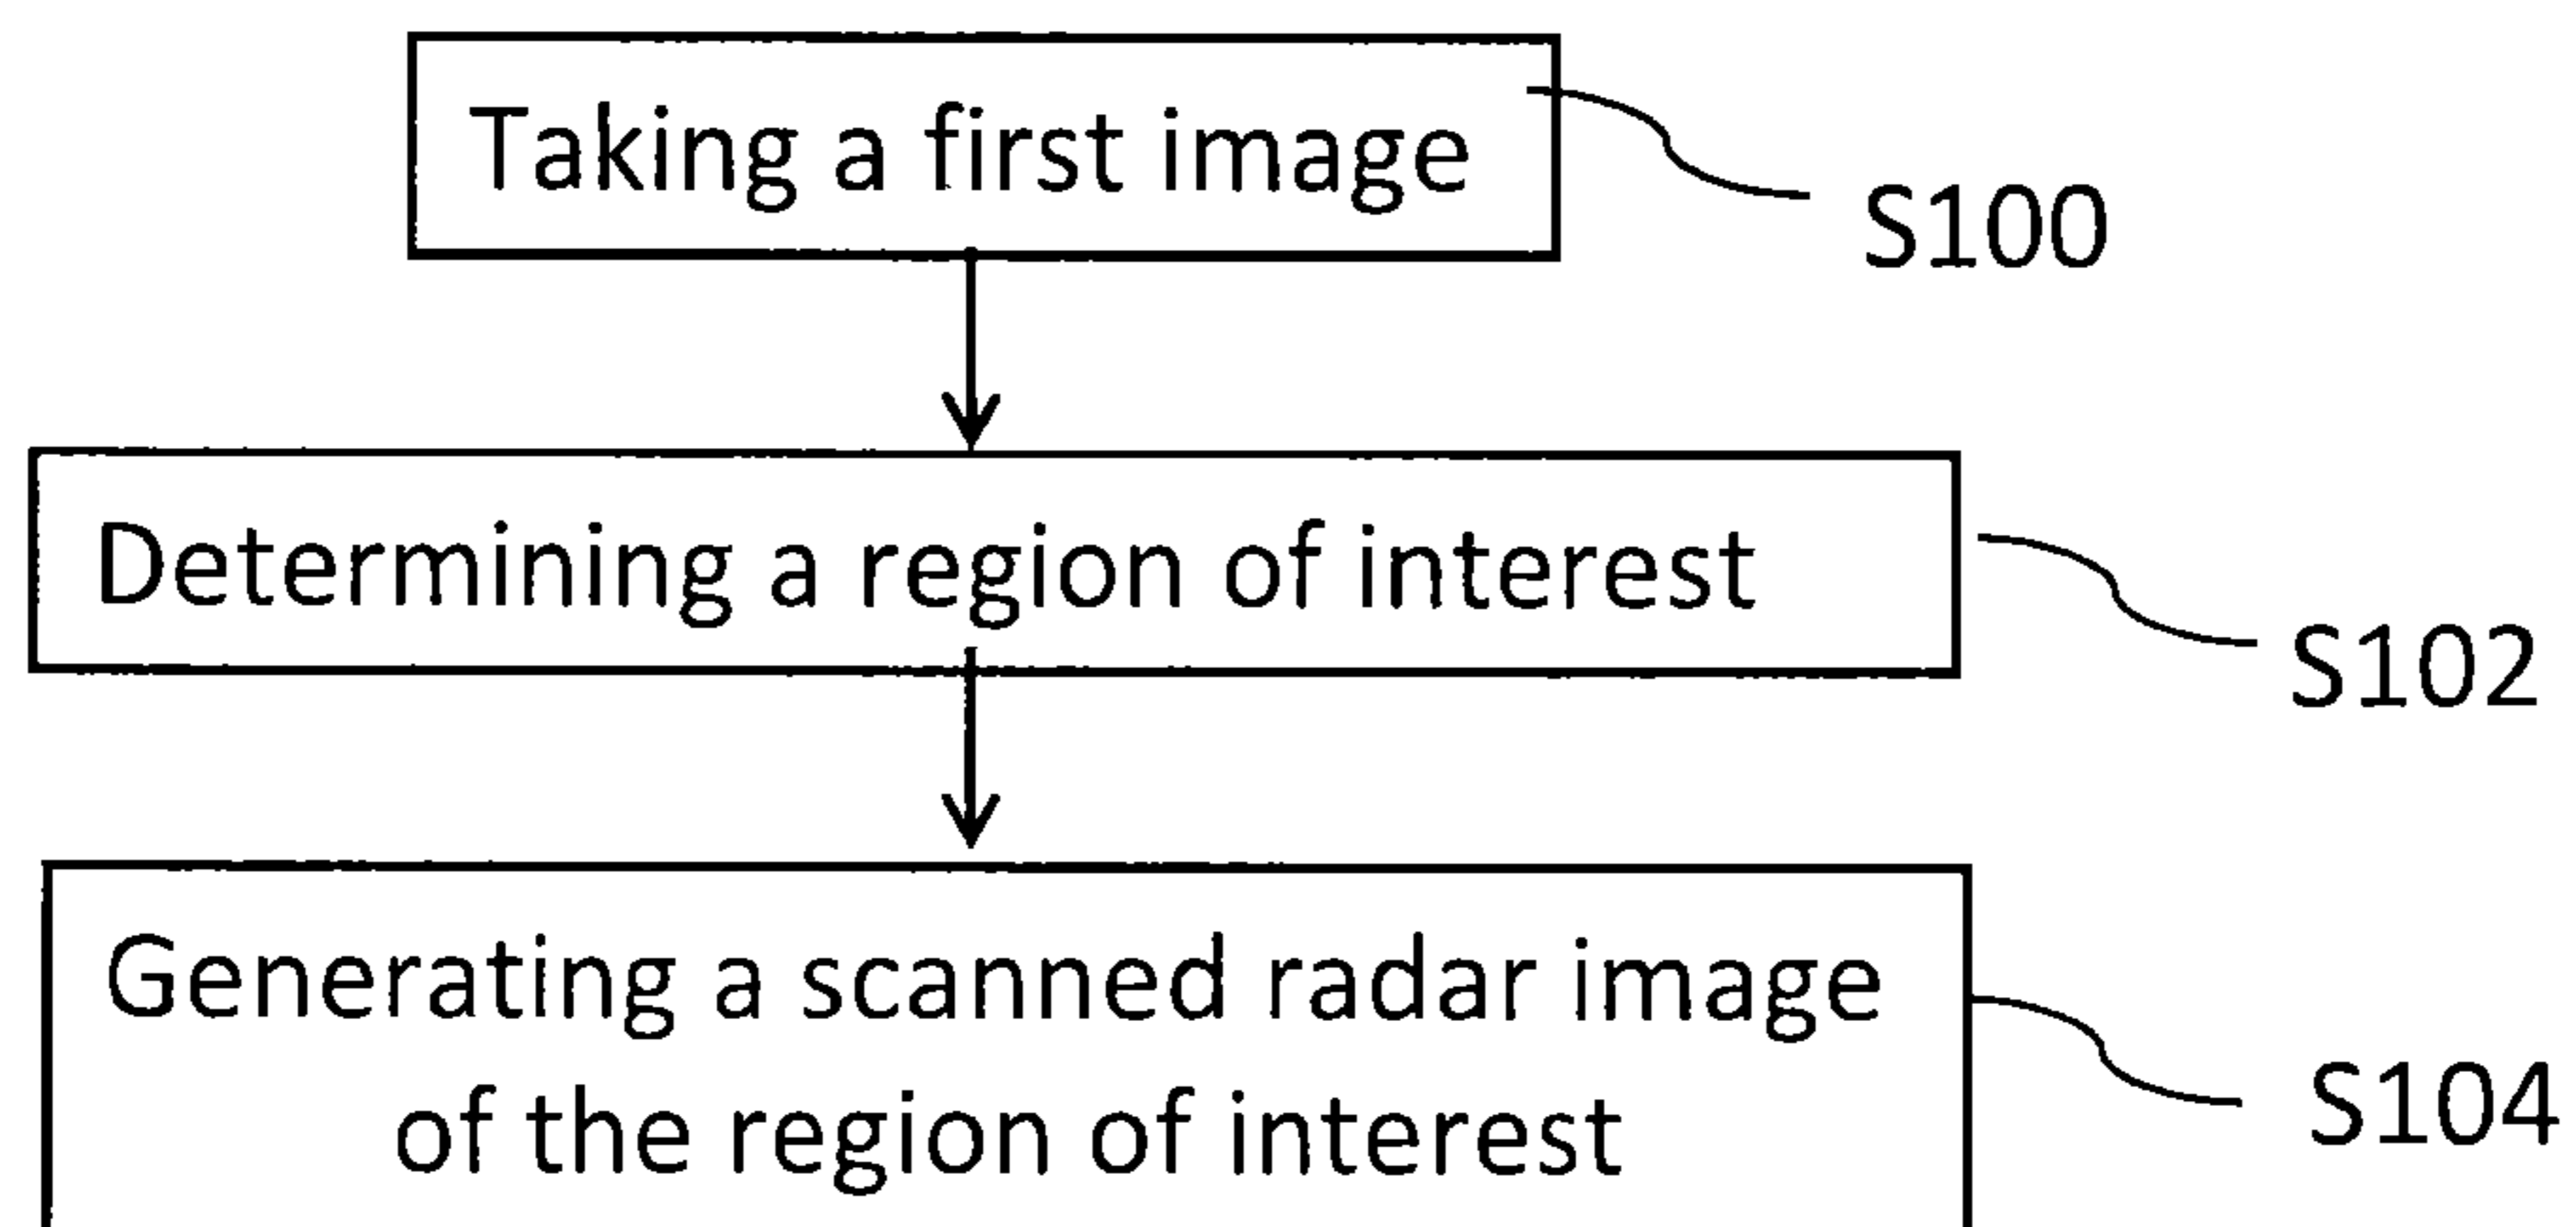 Taking a first image
S100
Determining a region of interest
S102
Generating a scanned radar image
of the region of interest
S104